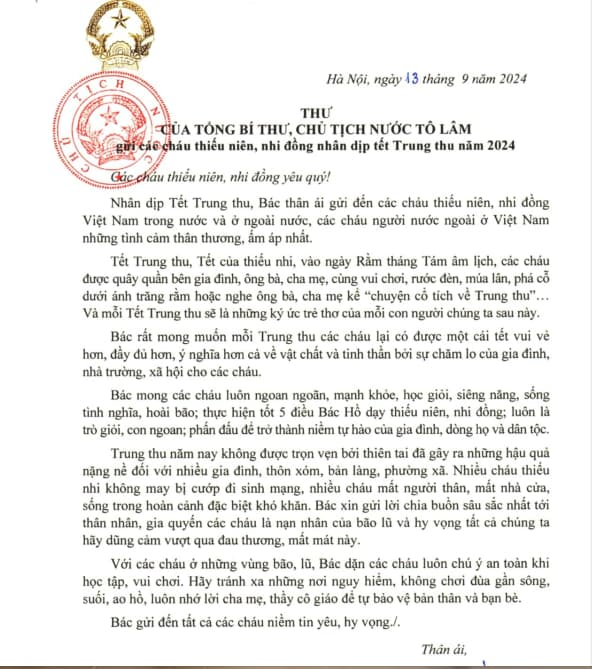 CHỦ TỊCH NƯỚC
Hà Nội, ngày 13 tháng 9 năm 2024
THƯ
CỦA TỔNG BÍ THƯ, CHỦ TỊCH NƯỚC TÔ LÂM
gửi các cháu thiếu niên, nhi đồng nhân dịp tết Trung thu năm 2024
Các cháu thiếu niên, nhi đồng yêu quý!
Nhân dịp Tết Trung thu, Bác thân ái gửi đến các cháu thiếu niên, nhi đồng
Việt Nam trong nước và ở ngoài nước, các cháu người nước ngoài ở Việt Nam
những tình cảm thân thương, ấm áp nhất.
Tết Trung thu, Tết của thiếu nhi, vào ngày Rằm tháng Tám âm lịch, các cháu
được quây quần bên gia đình, ông bà, cha mẹ, cùng vui chơi, rước đèn, múa lân, phá cỗ
dưới ánh trăng rằm hoặc nghe ông bà, cha mẹ kể “chuyện cổ tích về Trung thu”…
Và mỗi Tết Trung thu sẽ là những ký ức trẻ thơ của mỗi con người chúng ta sau này.
Bác rất mong muốn mỗi Trung thu các cháu lại có được một cái tết vui vẻ
hơn, đầy đủ hơn, ý nghĩa hơn cả về vật chất và tinh thần bởi sự chăm lo của gia đình,
nhà trường, xã hội cho các cháu.
Bác mong các cháu luôn ngoan ngoãn, mạnh khỏe, học giỏi, siêng năng, sống
tình nghĩa, hoài bão; thực hiện tốt 5 điều Bác Hồ dạy thiếu niên, nhi đồng; luôn là
trò giỏi, con ngoan; phấn đấu để trở thành niềm tự hào của gia đình, dòng họ và dân tộc.
Trung thu năm nay không được trọn vẹn bởi thiên tai đã gây ra những hậu quả
nặng nề đối với nhiều gia đình, thôn xóm, bản làng, phường xã. Nhiều cháu thiếu
nhi không may bị cướp đi sinh mạng, nhiều cháu mất người thân, mất nhà cửa,
sống trong hoàn cảnh đặc biệt khó khăn. Bác xin gửi lời chia buồn sâu sắc nhất tới
thân nhân, gia quyến các cháu là nạn nhân của bão lũ và hy vọng tất cả chúng ta
hãy dũng cảm vượt qua đau thương, mất mát này.
Với các cháu ở những vùng bão, lũ, Bác dặn các cháu luôn chú ý an toàn khi
học tập, vui chơi. Hãy tránh xa những nơi nguy hiểm, không chơi đùa gần sông,
suối, ao hồ, luôn nhớ lời cha mẹ, thầy cô giáo để tự bảo vệ bản thân và bạn bè.
Bác gửi đến tất cả các cháu niềm tin yêu, hy vọng./.
Thân ái,